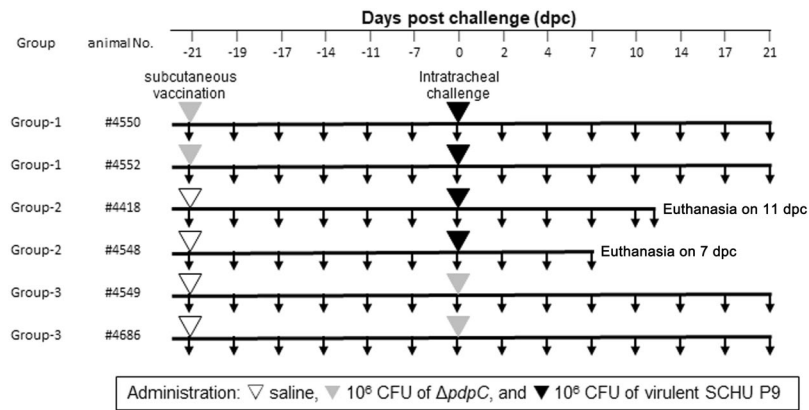 Days post challenge (dpc)
Group animal No. -21 -19 -17 -14 -11 -7 0 2 4 7 10 14 17 21
subcutaneous vaccination
Intratracheal challenge
Group-1 #4550
Group-1 #4552
Group-2 #4418 Euthanasia on 11 dpc
Group-2 #4548 Euthanasia on 7 dpc
Group-3 #4549
Group-3 #4686
Administration: ▽ saline, ▼ 10⁶ CFU of ΔpdpC, and ▼ 10⁶ CFU of virulent SCHU P9